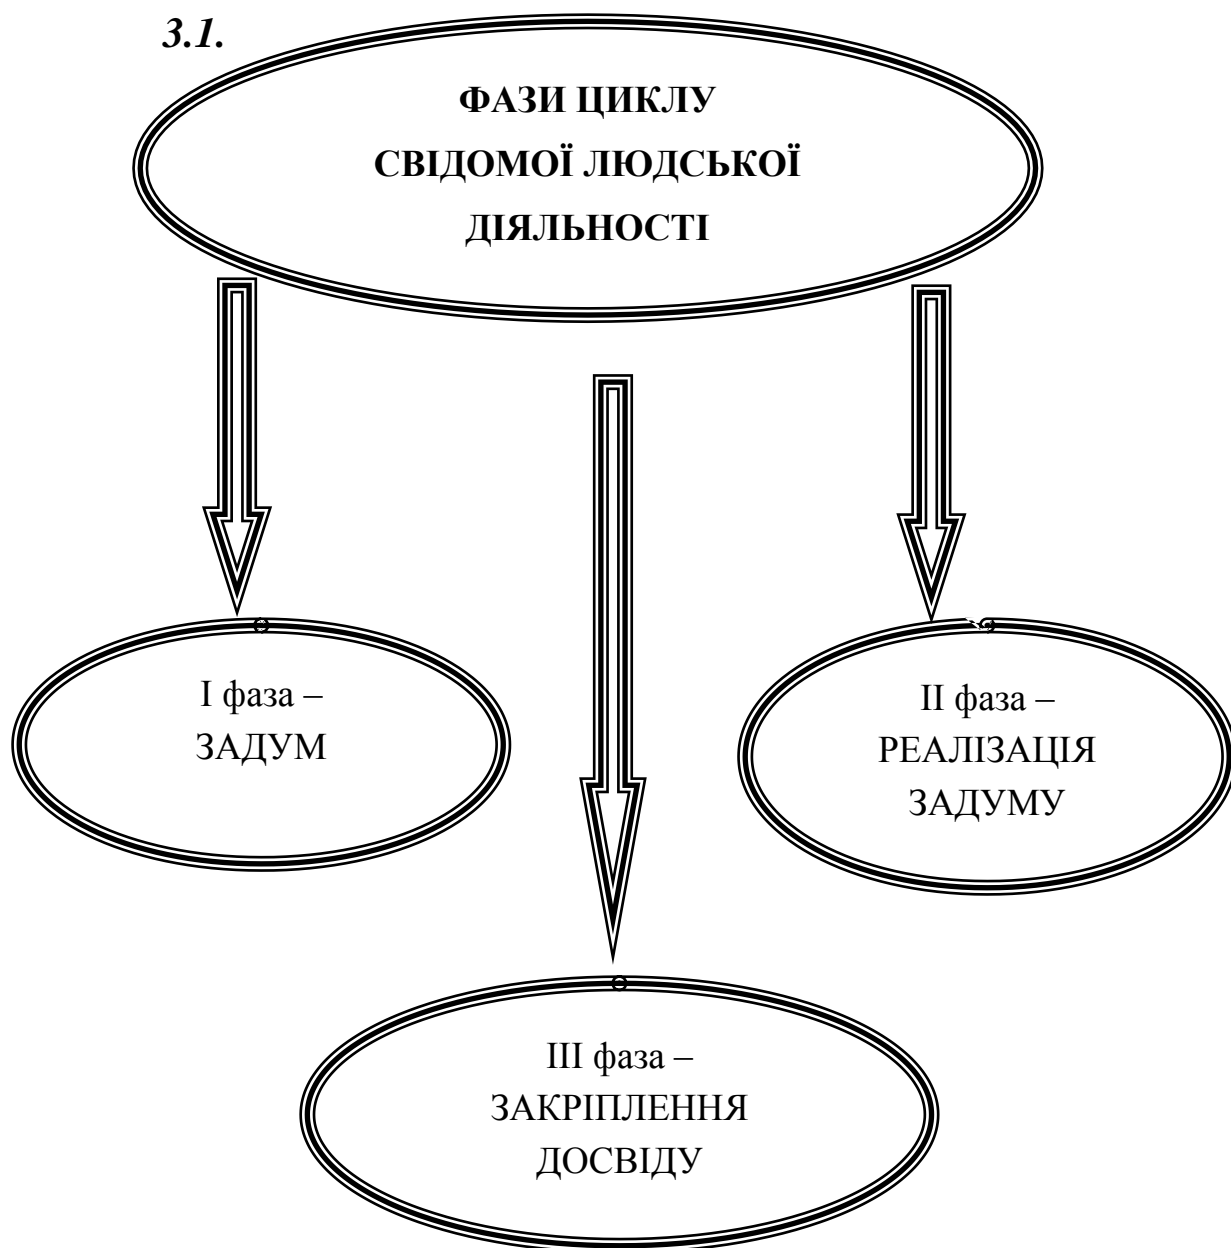 3.1.
ФАЗИ ЦИКЛУ
СВІДОМОЇ ЛЮДСЬКОЇ
ДІЯЛЬНОСТІ
І фаза –
ЗАДУМ
ІІ фаза –
РЕАЛІЗАЦІЯ
ЗАДУМУ
ІІІ фаза –
ЗАКРІПЛЕННЯ
ДОСВІДУ